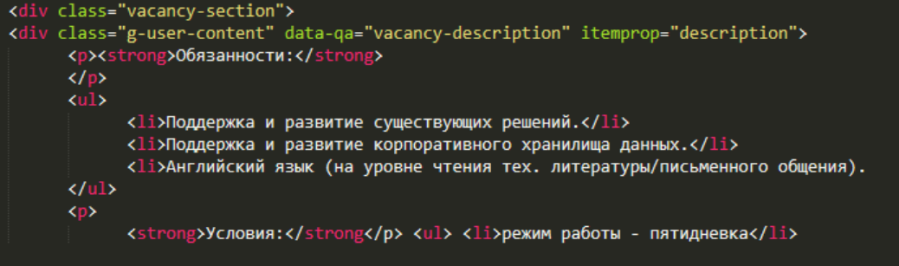 <div class="vacancy-section">
<div class="g-user-content" data-qa="vacancy-description" itemprop="description">
<p><strong>Обязанности:</strong>
</p>
<ul>
<li>Поддержка и развитие существующих решений.</li>
<li>Поддержка и развитие корпоративного хранилища данных.</li>
<li>Английский язык (на уровне чтения тех. литературы/письменного общения).
</ul>
<p>
<strong>Условия:</strong></p> <ul> <li>режим работы - пятидневка</li>